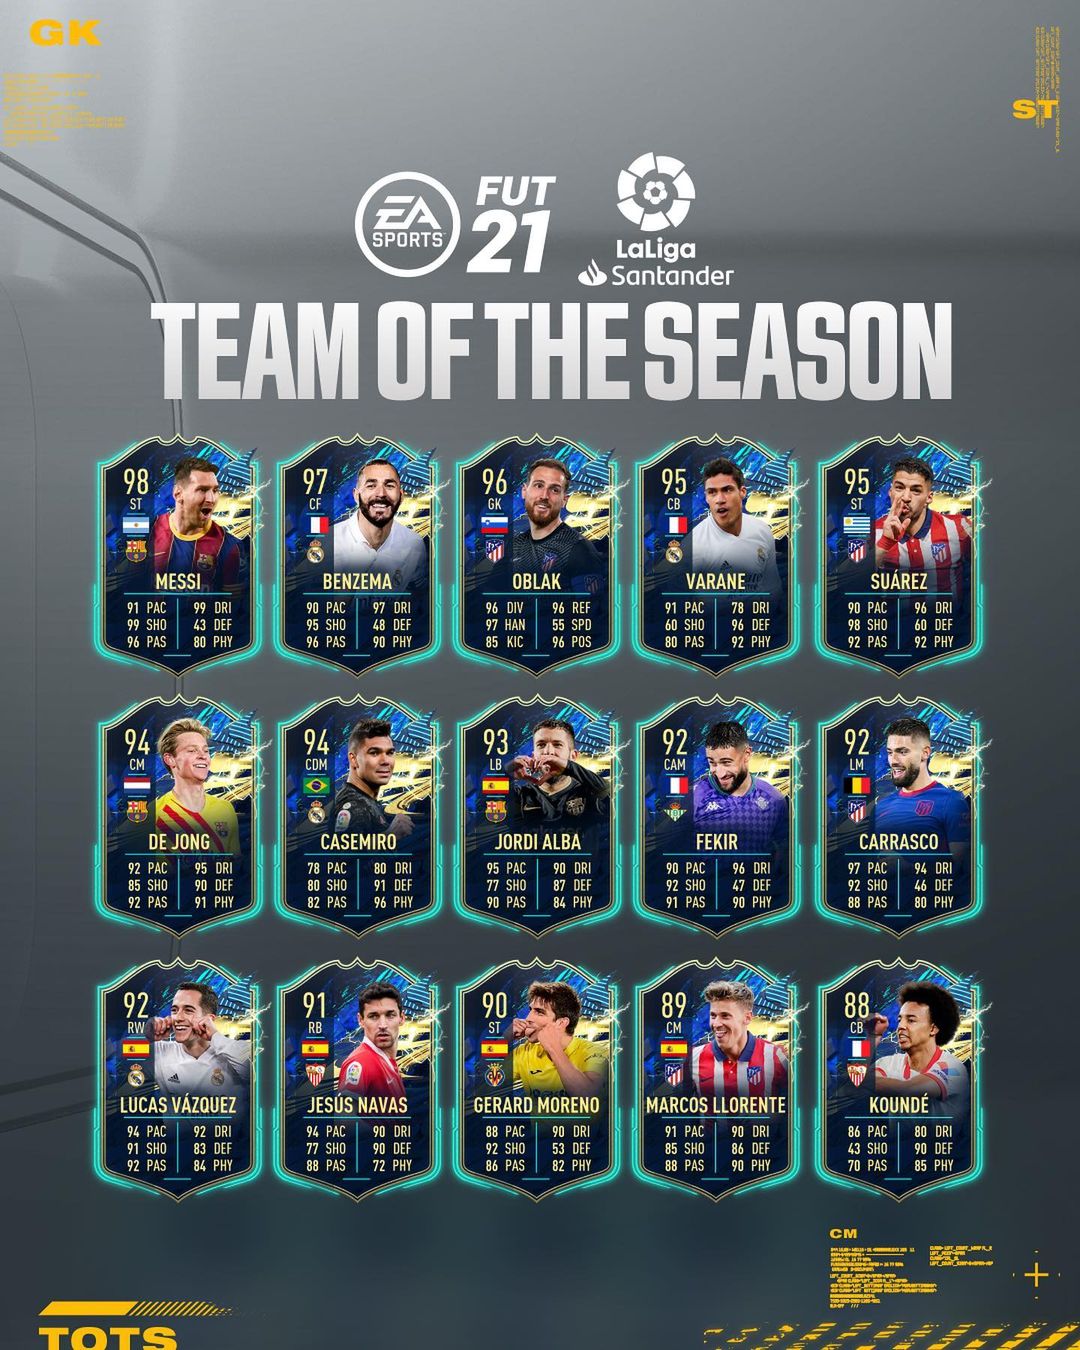 GK
ST
EA
SPORTS
FUT
21
LaLiga
Santander
TEAM OF THE SEASON
98
ST
MESSI
91 PAC 99 DRI
99 SHO 43 DEF
96 PAS 80 PHY
97
CF
BENZEMA
90 PAC 97 DRI
95 SHO 48 DEF
96 PAS 90 PHY
96
GK
OBLAK
96 DIV 96 REF
97 HAN 55 SPD
85 KIC 96 POS
95
CB
VARANE
91 PAC 78 DRI
60 SHO 96 DEF
80 PAS 92 PHY
95
ST
SUÁREZ
90 PAC 96 DRI
98 SHO 60 DEF
92 PAS 92 PHY
94
CM
DE JONG
92 PAC 95 DRI
85 SHO 90 DEF
92 PAS 91 PHY
94
CDM
CASEMIRO
78 PAC 80 DRI
80 SHO 91 DEF
82 PAS 96 PHY
93
LB
JORDI ALBA
95 PAC 90 DRI
77 SHO 87 DEF
90 PAS 84 PHY
92
CAM
FEKIR
90 PAC 96 DRI
92 SHO 47 DEF
91 PAS 90 PHY
92
LM
CARRASCO
97 PAC 94 DRI
92 SHO 46 DEF
88 PAS 80 PHY
92
RW
LUCAS VÁZQUEZ
94 PAC 92 DRI
91 SHO 83 DEF
92 PAS 84 PHY
91
RB
JESÚS NAVAS
94 PAC 90 DRI
77 SHO 90 DEF
88 PAS 72 PHY
90
ST
GERARD MORENO
88 PAC 90 DRI
92 SHO 53 DEF
86 PAS 82 PHY
89
CM
MARCOS LLORENTE
91 PAC 90 DRI
85 SHO 86 DEF
88 PAS 90 PHY
88
CB
KOUNDÉ
86 PAC 80 DRI
43 SHO 90 DEF
70 PAS 85 PHY
CM
TOTS